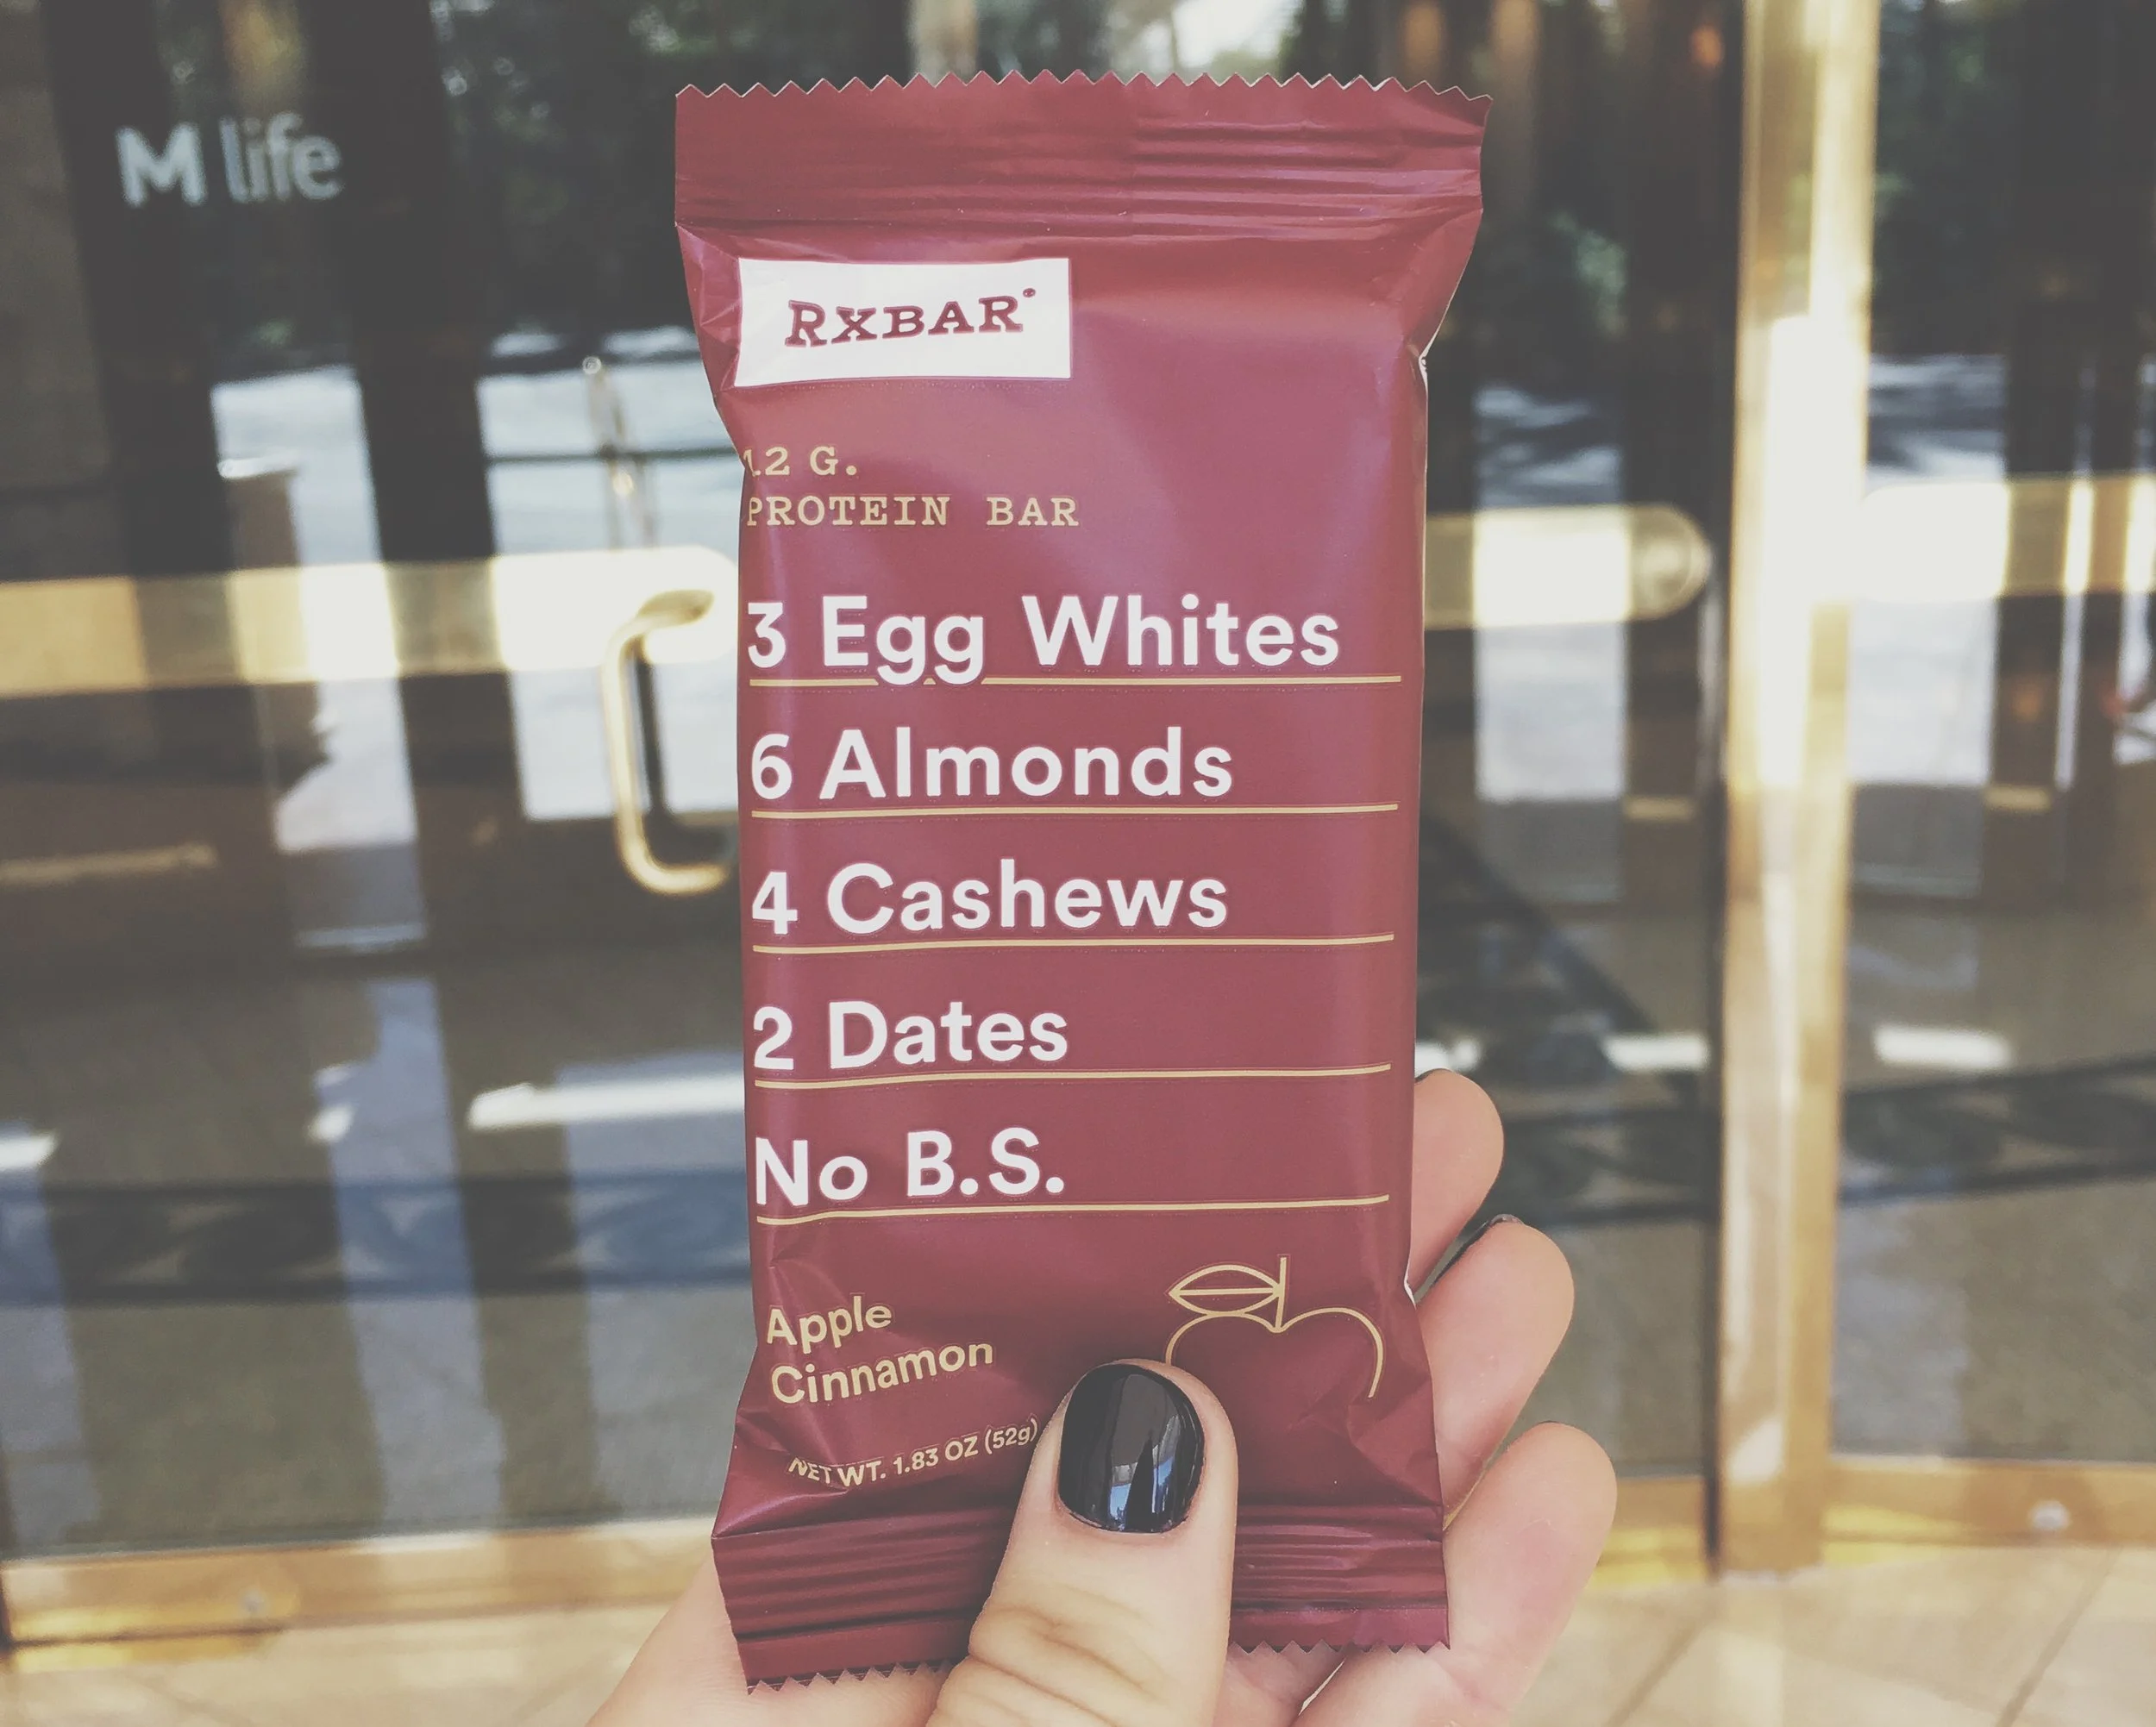 M life
RXBAR®
12 G.
PROTEIN BAR
3 Egg Whites
6 Almonds
4 Cashews
2 Dates
No B.S.
Apple
Cinnamon
NET WT. 1.83 OZ (52g)